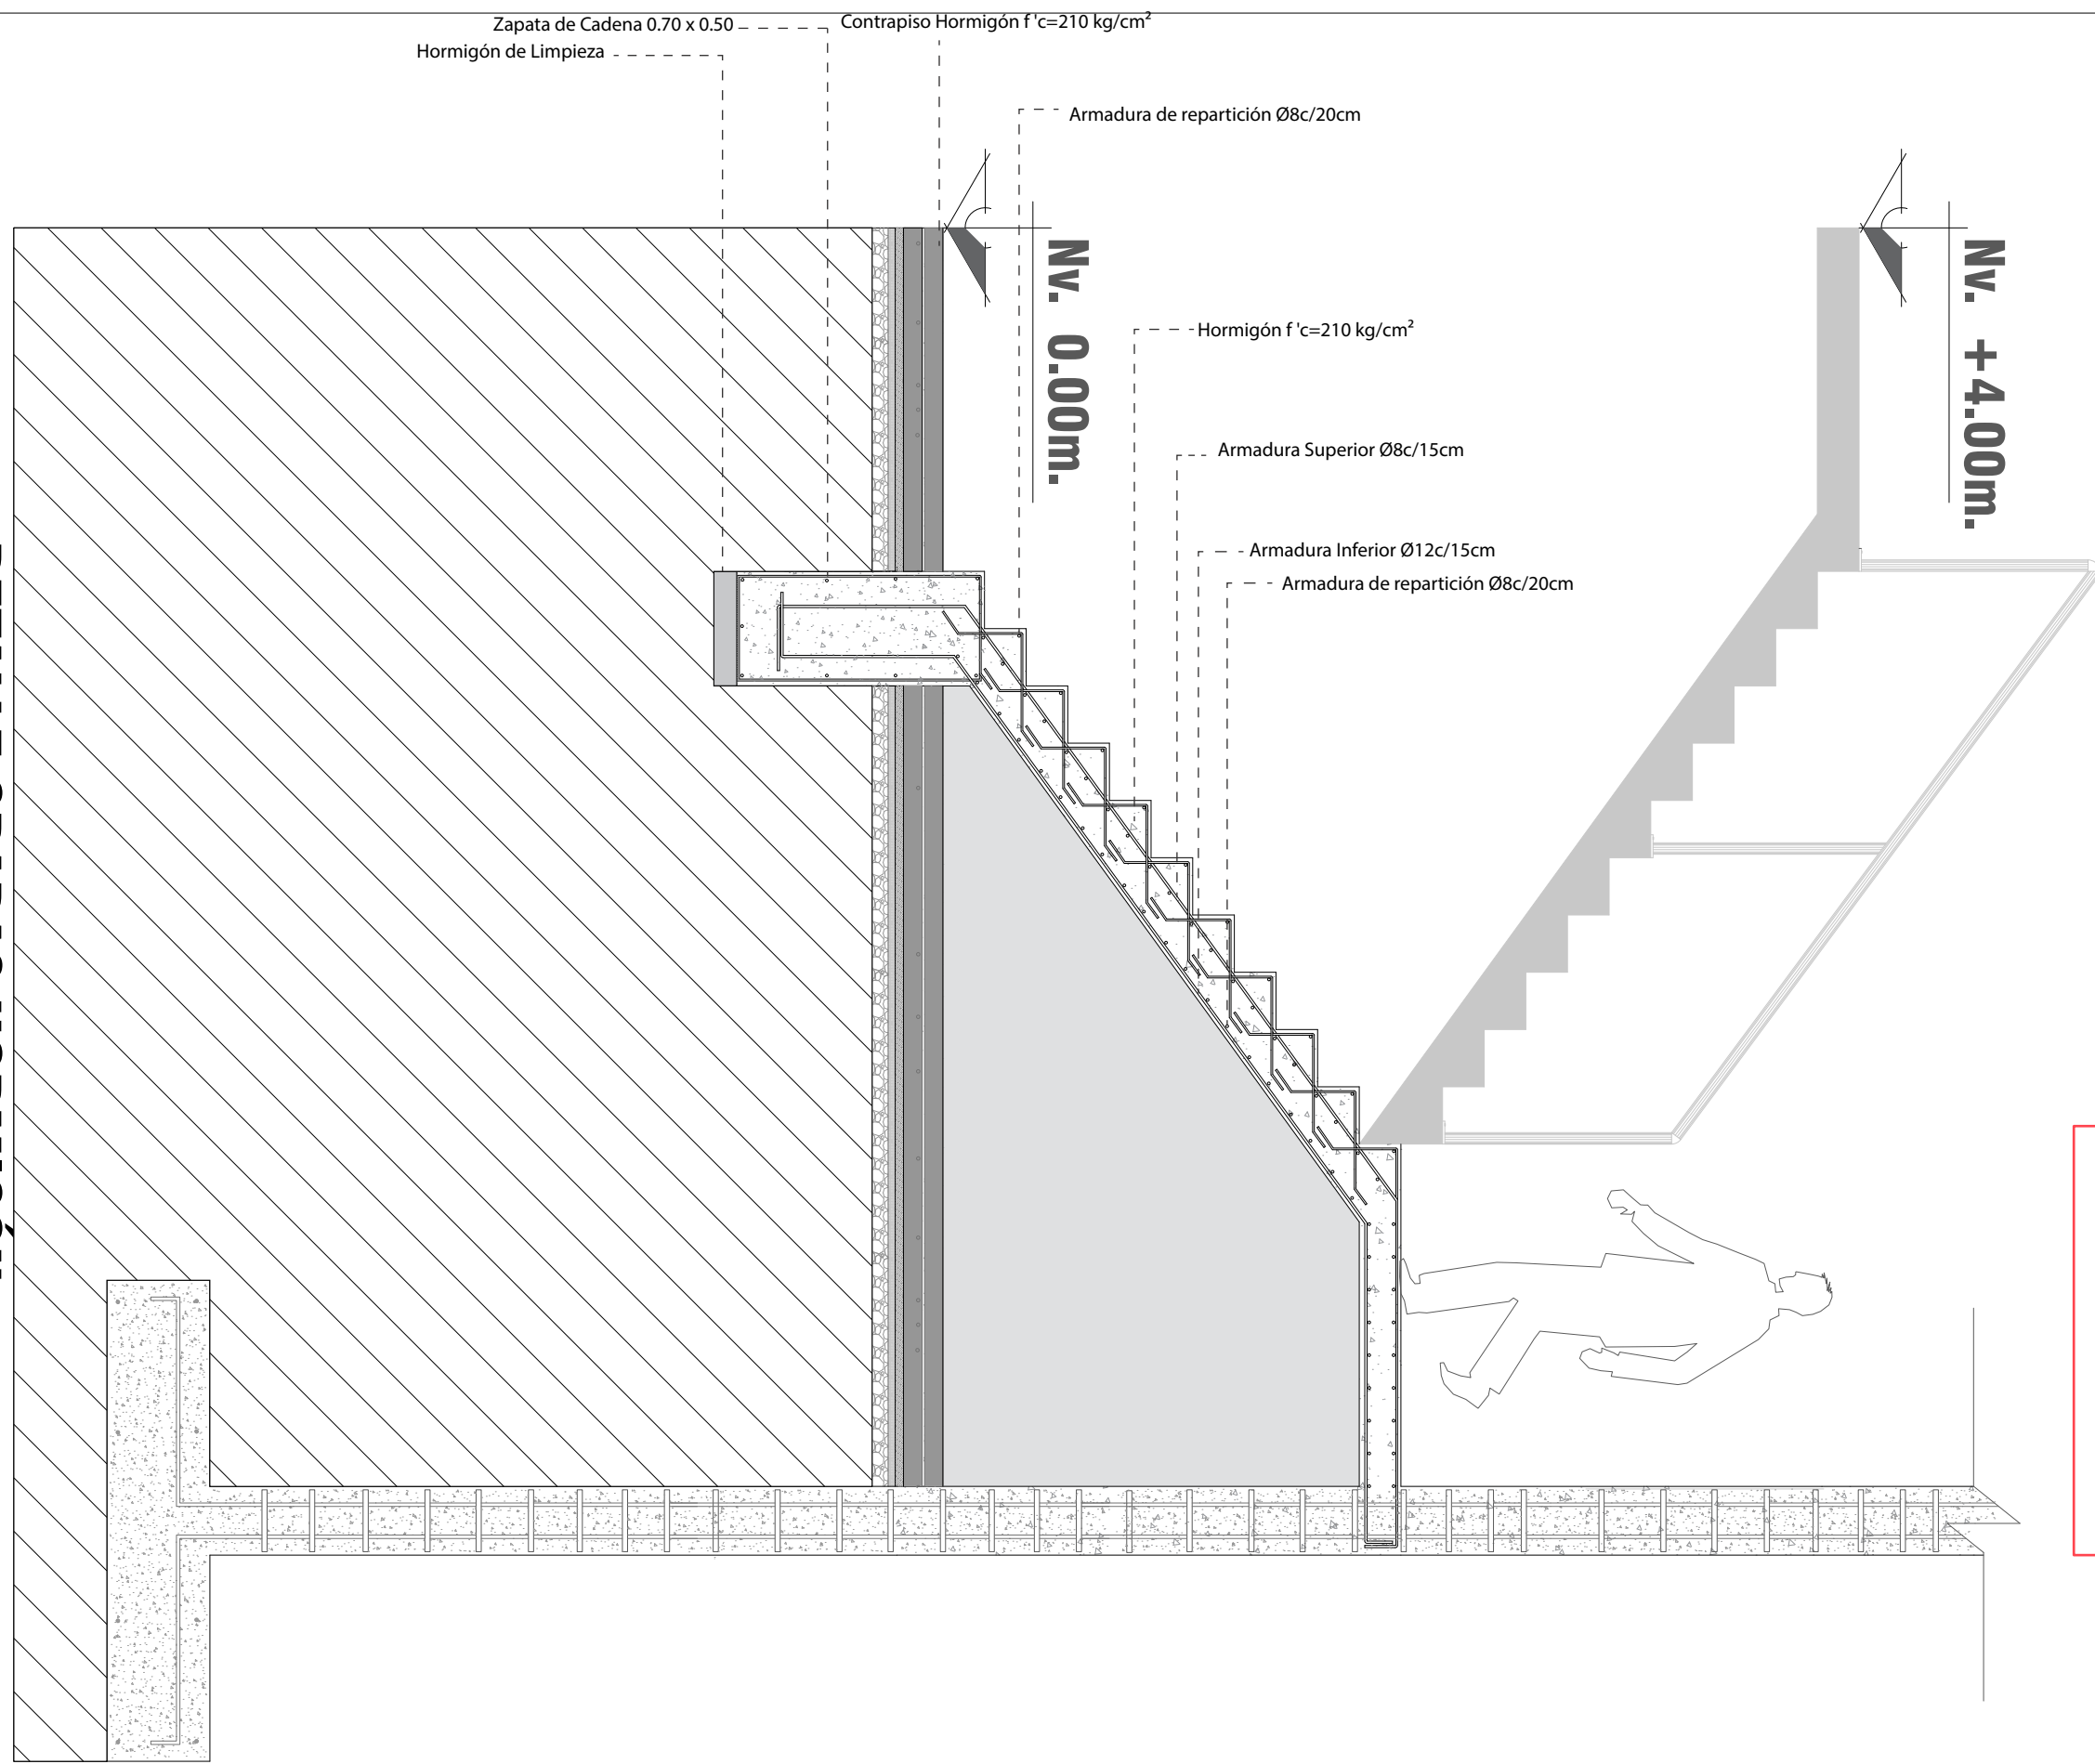 Zapata de Cadena 0.70 x 0.50
Contrapiso Hormigón f 'c=210 kg/cm²
Hormigón de Limpieza
Armadura de repartición Ø8c/20cm
Nv. 0.00m.
Nv. +4.00m.
Hormigón f 'c=210 kg/cm²
Armadura Superior Ø8c/15cm
Armadura Inferior Ø12c/15cm
Armadura de repartición Ø8c/20cm